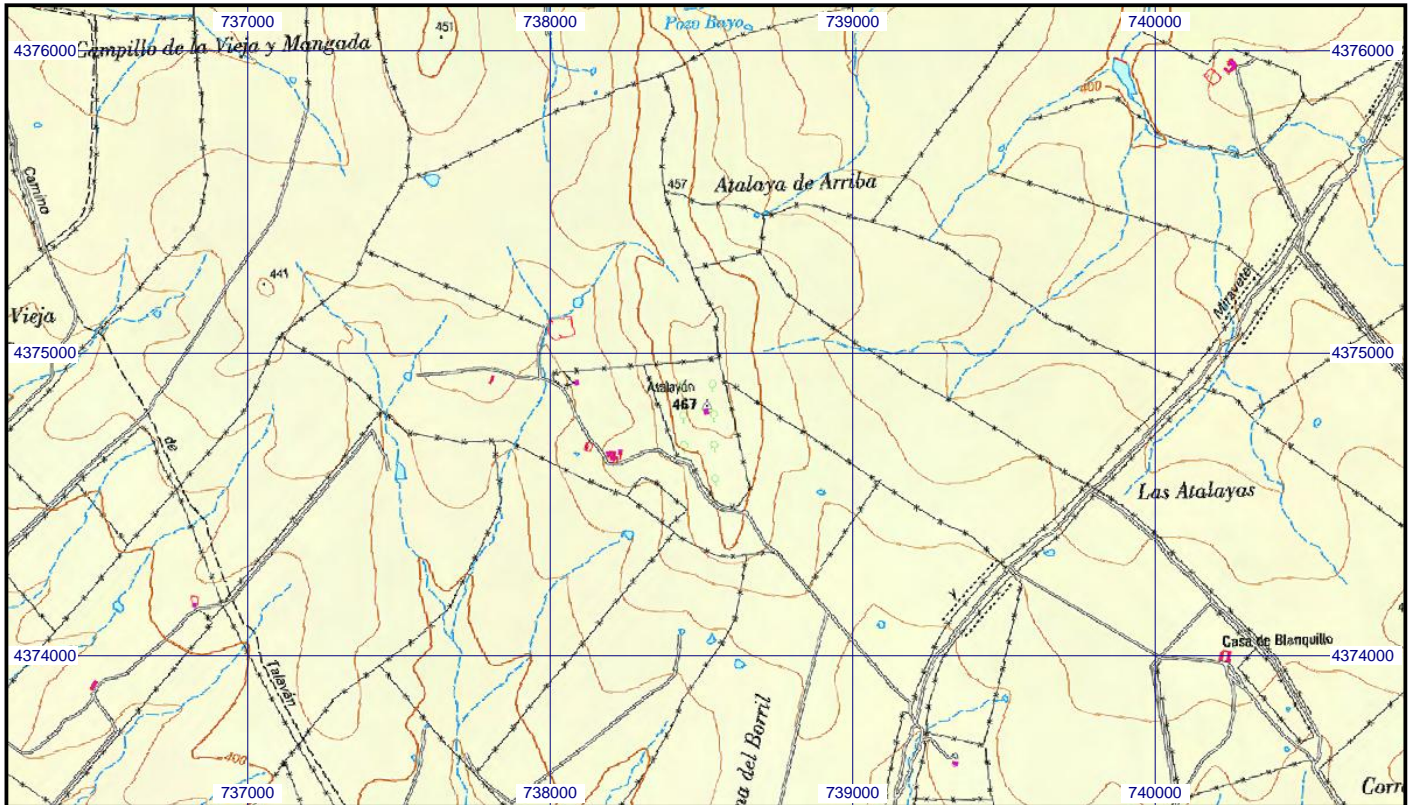 737000
738000
739000
740000
Pozo Bayo
451
4376000
Campillo de la Vieja y Mangada
4376000
400
Camino
457
Atalaya de Arriba
441
Miravete
Vieja
4375000
4375000
Atalayón
467
de
Las Atalayas
Y
Casa de Blanquillo
4374000
4374000
Talaván
na del Borril
400
Corr
737000
738000
739000
740000